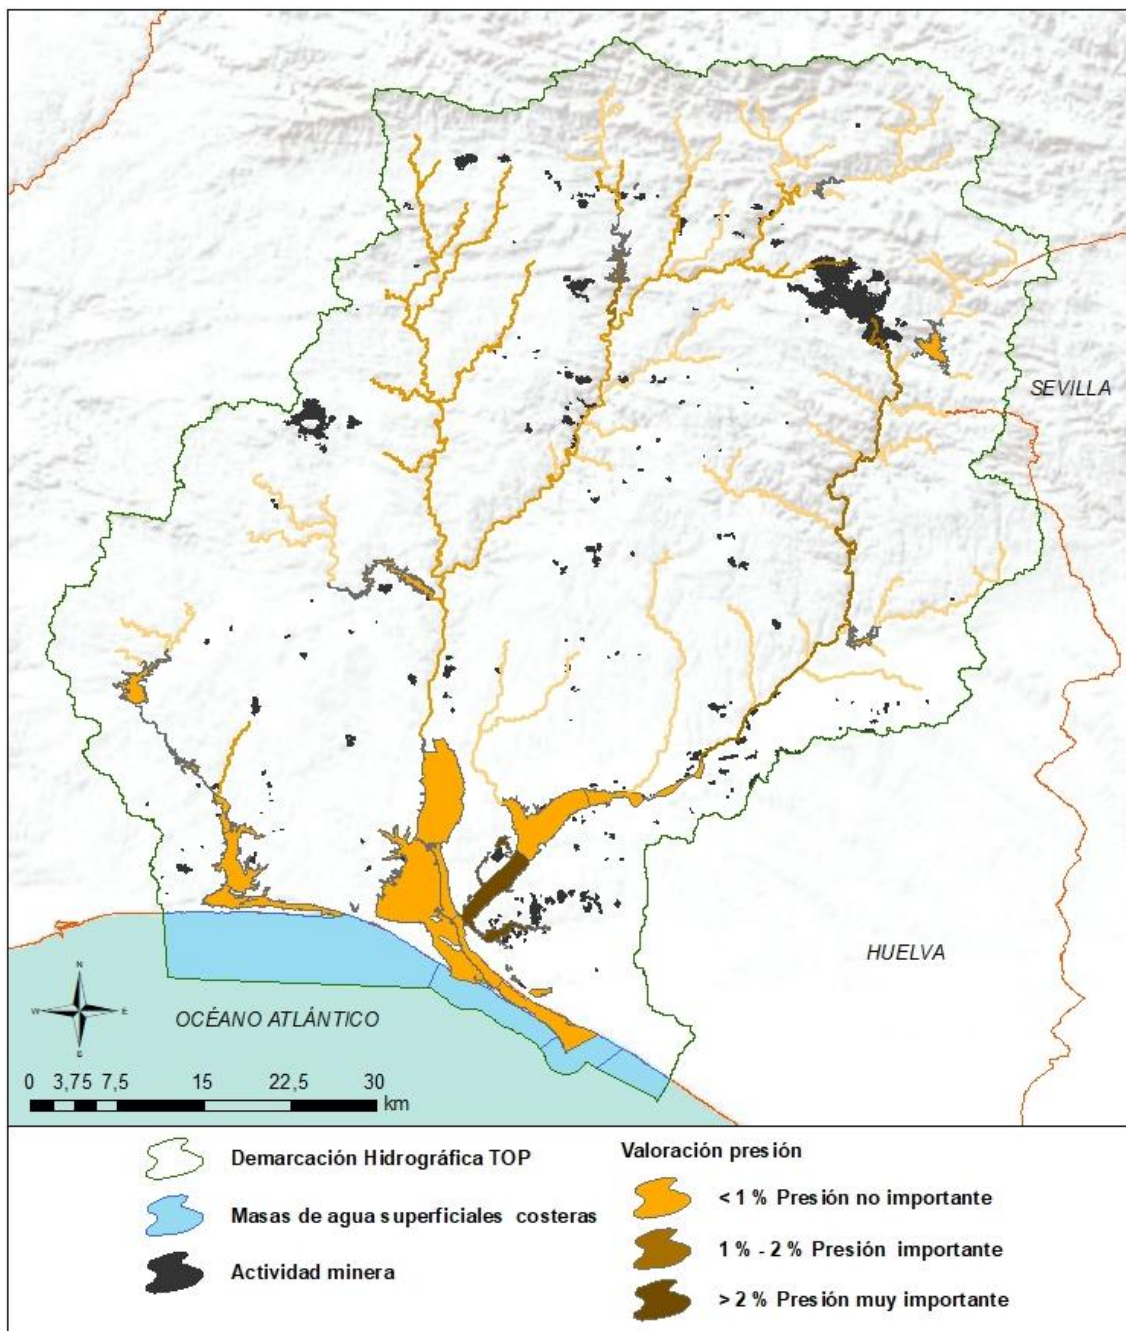 SEVILLA
HUELVA
OCÉANO ATLÁNTICO
N
W E
S
0 3,75 7,5 15 22,5 30
km
Demarcación Hidrográfica TOP
Masas de agua superficiales costeras
Actividad minera
Valoración presión
< 1 % Presión no importante
1 % - 2 % Presión importante
> 2 % Presión muy importante